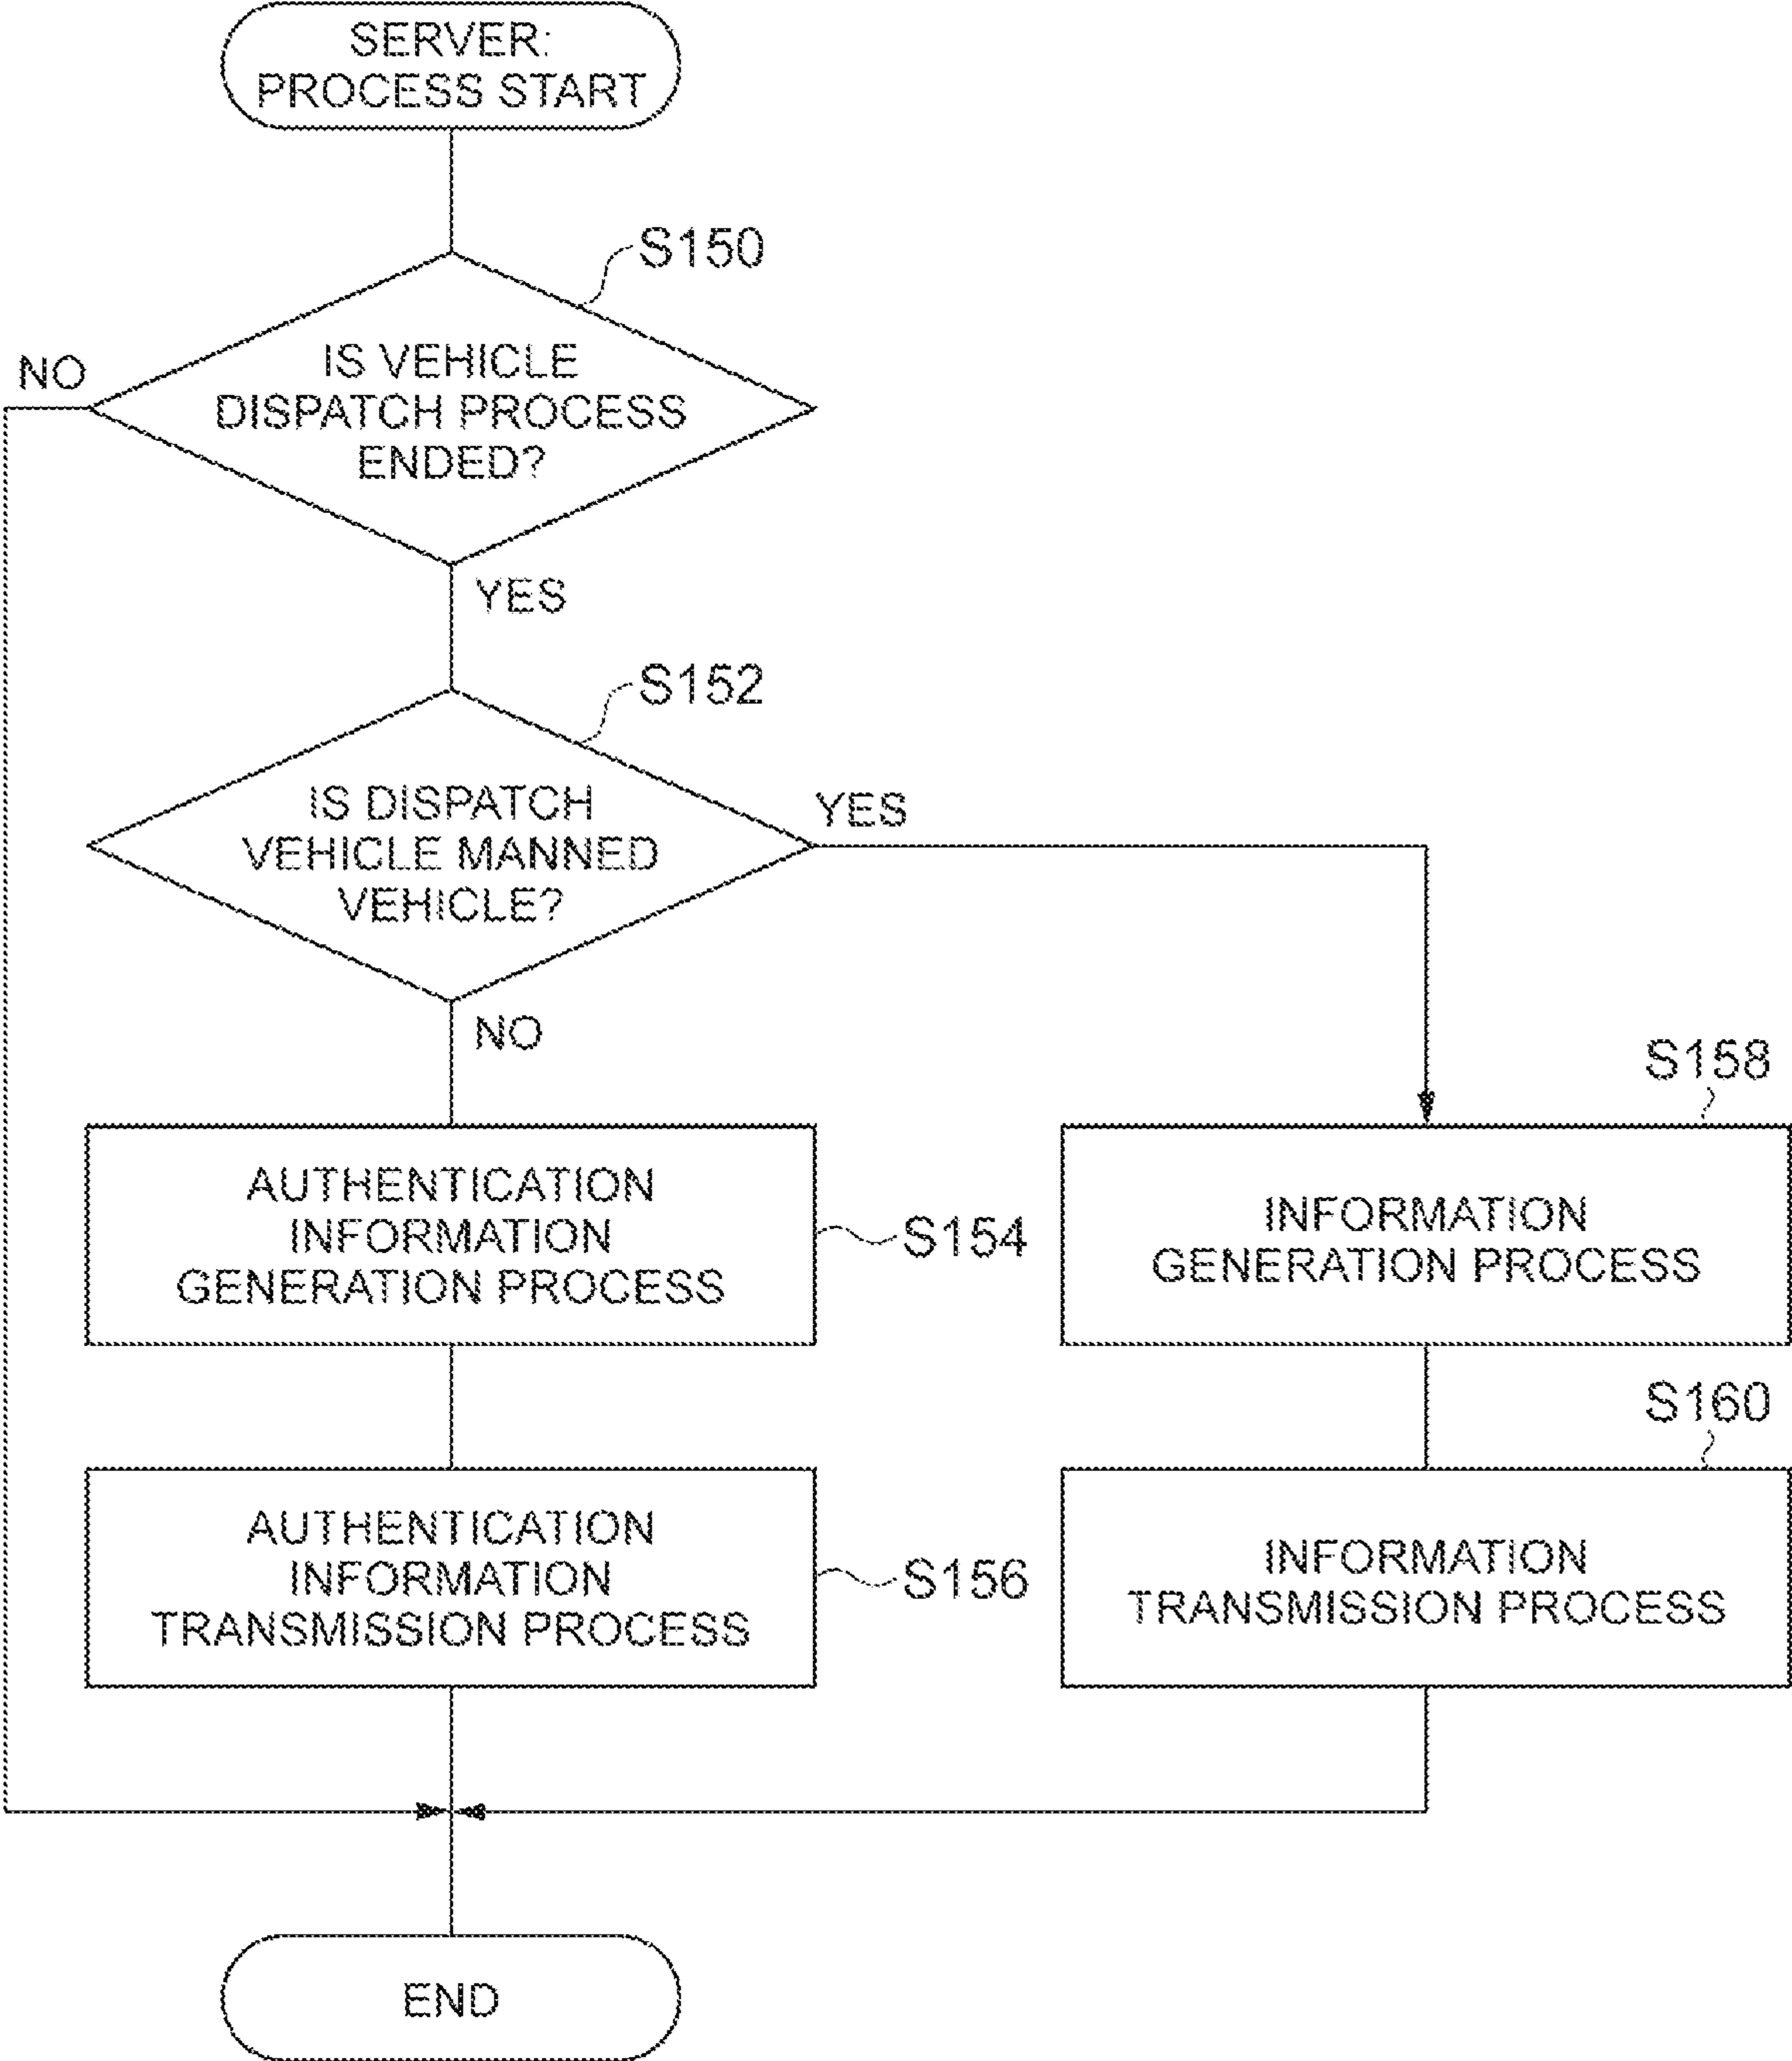 SERVER:
PROCESS START
S150
IS VEHICLE
DISPATCH PROCESS
ENDED?
NO
YES
S152
IS DISPATCH
VEHICLE MANNED
VEHICLE?
YES
NO
AUTHENTICATION
INFORMATION
GENERATION PROCESS
S154
S158
INFORMATION
GENERATION PROCESS
AUTHENTICATION
INFORMATION
TRANSMISSION PROCESS
S156
S160
INFORMATION
TRANSMISSION PROCESS
END